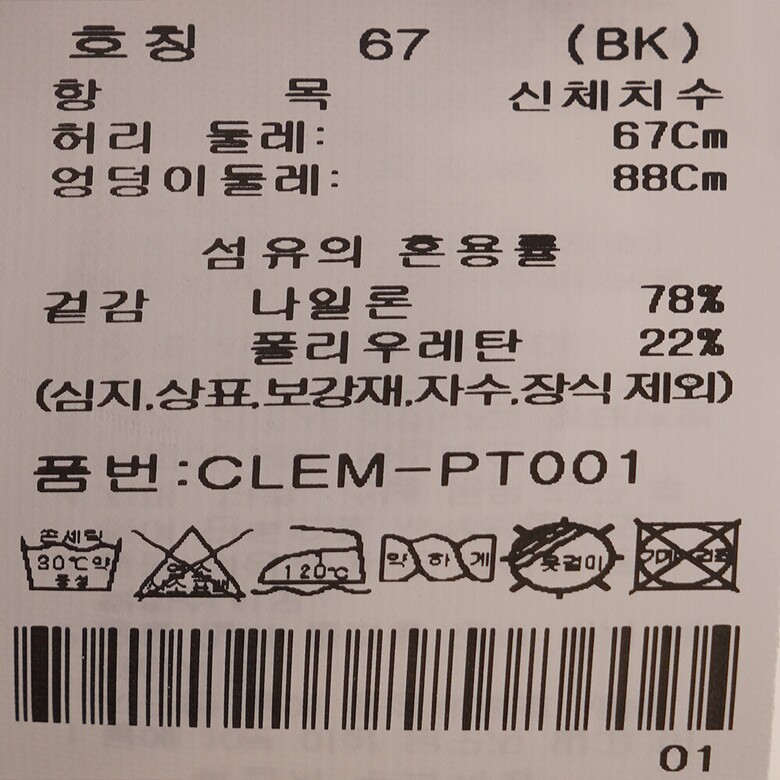 호칭 67 (BK)
항 목 신체치수
허리 둘레: 67Cm
엉덩이둘레: 88Cm
섬유의 혼용률
겉감 나일론 78%
폴리우레탄 22%
(심지,상표,보강재,자수,장식 제외)
품번:CLEM-PT001
손세탁 30℃약 중성
120℃
약하게
옷걸이
01